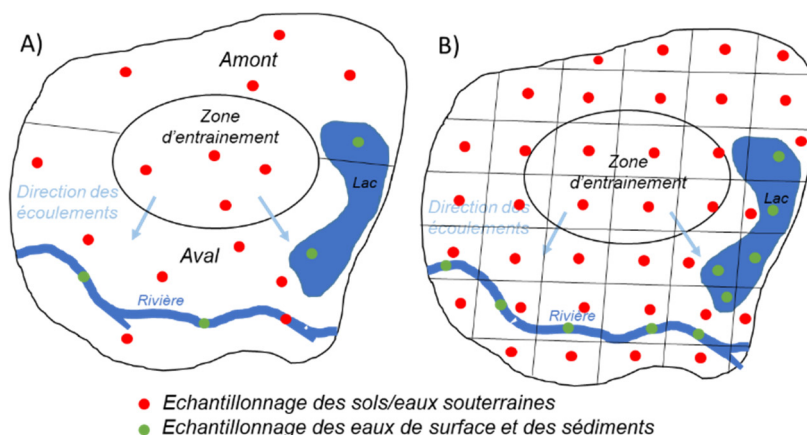 A)
Amont
Zone
d'entrainement
Lac
Direction des
écoulements
Aval
Rivière
B)
Zone
d'entrainement
Lac
Direction des
écoulements
Rivière
Echantillonnage des sols/eaux souterraines
Echantillonnage des eaux de surface et des sédiments